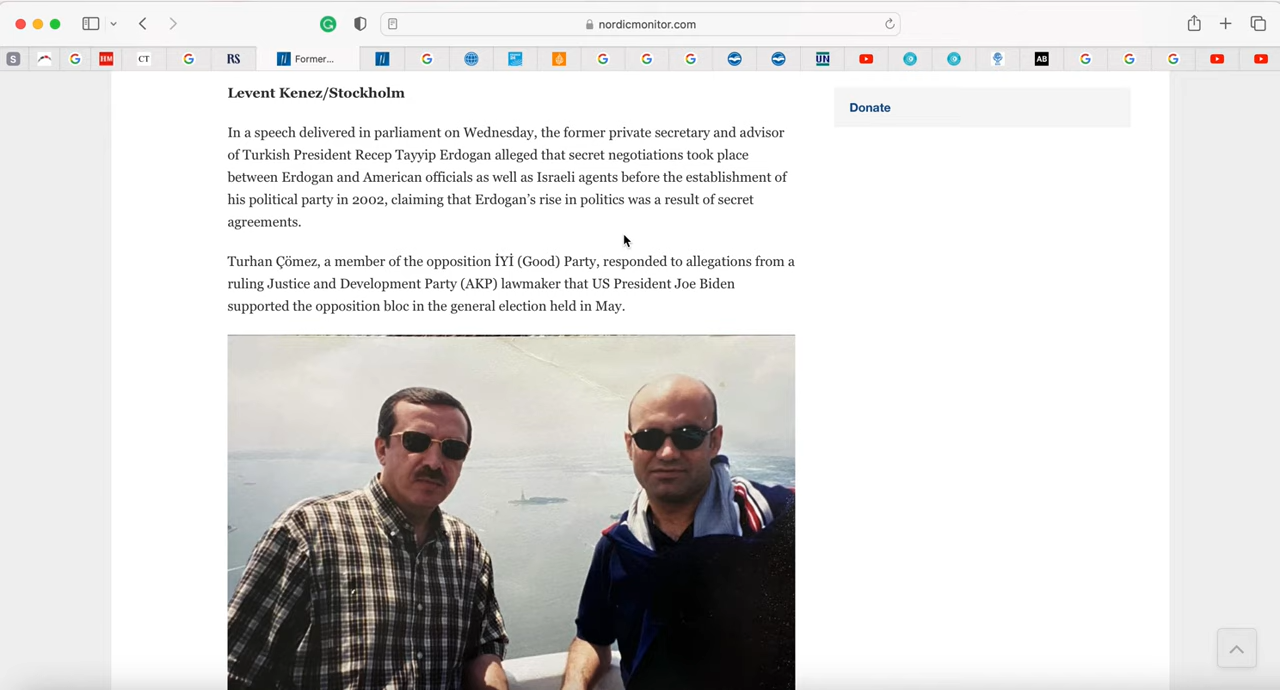 nordicmonitor.com
S
G
HM
CT
G
RS
Former...
G
G
G
G
UN
AB
G
G
G
Levent Kenez/Stockholm
Donate
In a speech delivered in parliament on Wednesday, the former private secretary and advisor
of Turkish President Recep Tayyip Erdogan alleged that secret negotiations took place
between Erdogan and American officials as well as Israeli agents before the establishment of
his political party in 2002, claiming that Erdogan’s rise in politics was a result of secret
agreements.
Turhan Çömez, a member of the opposition İYİ (Good) Party, responded to allegations from a
ruling Justice and Development Party (AKP) lawmaker that US President Joe Biden
supported the opposition bloc in the general election held in May.